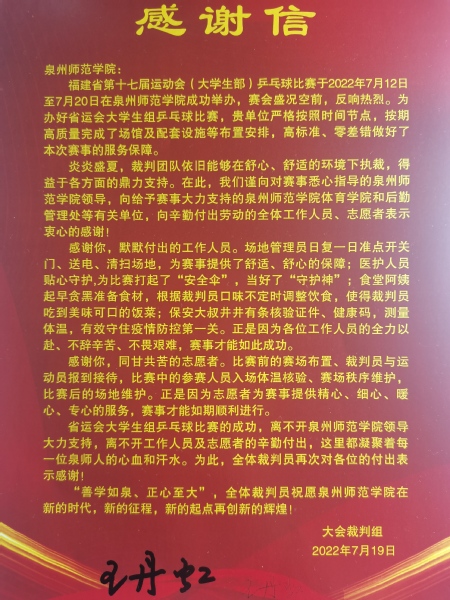 感谢信
泉州师范学院：
福建省第十七届运动会（大学生部）乒乓球比赛于2022年7月12日
至7月20日在泉州师范学院成功举办，赛会盛况空前，反响热烈。为
办好省运会大学生组乒乓球比赛，贵单位严格按照时间节点，按期
高质量完成了场馆及配套设施等布置安排，高标准、零差错做好了
本次赛事的服务保障。
炎炎盛夏，裁判团队依旧能够在舒心、舒适的环境下执裁，得
益于各方面的鼎力支持。在此，我们谨向对赛事悉心指导的泉州师
范学院领导，向给予赛事大力支持的泉州师范学院体育学院和后勤
管理处等有关单位，向辛勤付出劳动的全体工作人员、志愿者表示
衷心的感谢！
感谢你，默默付出的工作人员。场地管理员日复一日准点开关
门、送电、清扫场地，为赛事提供了舒适、舒心的保障；医护人员
贴心守护,为比赛打起了“安全伞”，当好了“守护神”；食堂阿姨
起早贪黑准备食材，根据裁判员口味不定时调整饮食，使得裁判员
吃到美味可口的饭菜；保安大叔井井有条核验证件、健康码，测量
体温，有效守住疫情防控第一关。正是因为各位工作人员的全力以
赴、不辞辛苦、不畏艰难，赛事才能如此成功。
感谢你，同甘共苦的志愿者。比赛前的赛场布置、裁判员与运
动员报到接待，比赛中的参赛人员入场体温核验、赛场秩序维护，
比赛后的场地维护。正是因为志愿者为赛事提供精心、细心、暖
心、专心的服务，赛事才能如期顺利进行。
省运会大学生组乒乓球比赛的成功，离不开泉州师范学院领导
大力支持，离不开工作人员及志愿者的辛勤付出，这里都凝聚着每
一位泉师人的心血和汗水。为此，全体裁判员再次对各位的付出表
示感谢！
“善学如泉、正心至大”，全体裁判员祝愿泉州师范学院在
新的时代，新的征程，新的起点再创新的辉煌！
大会裁判组
2022年7月19日
王丹虹